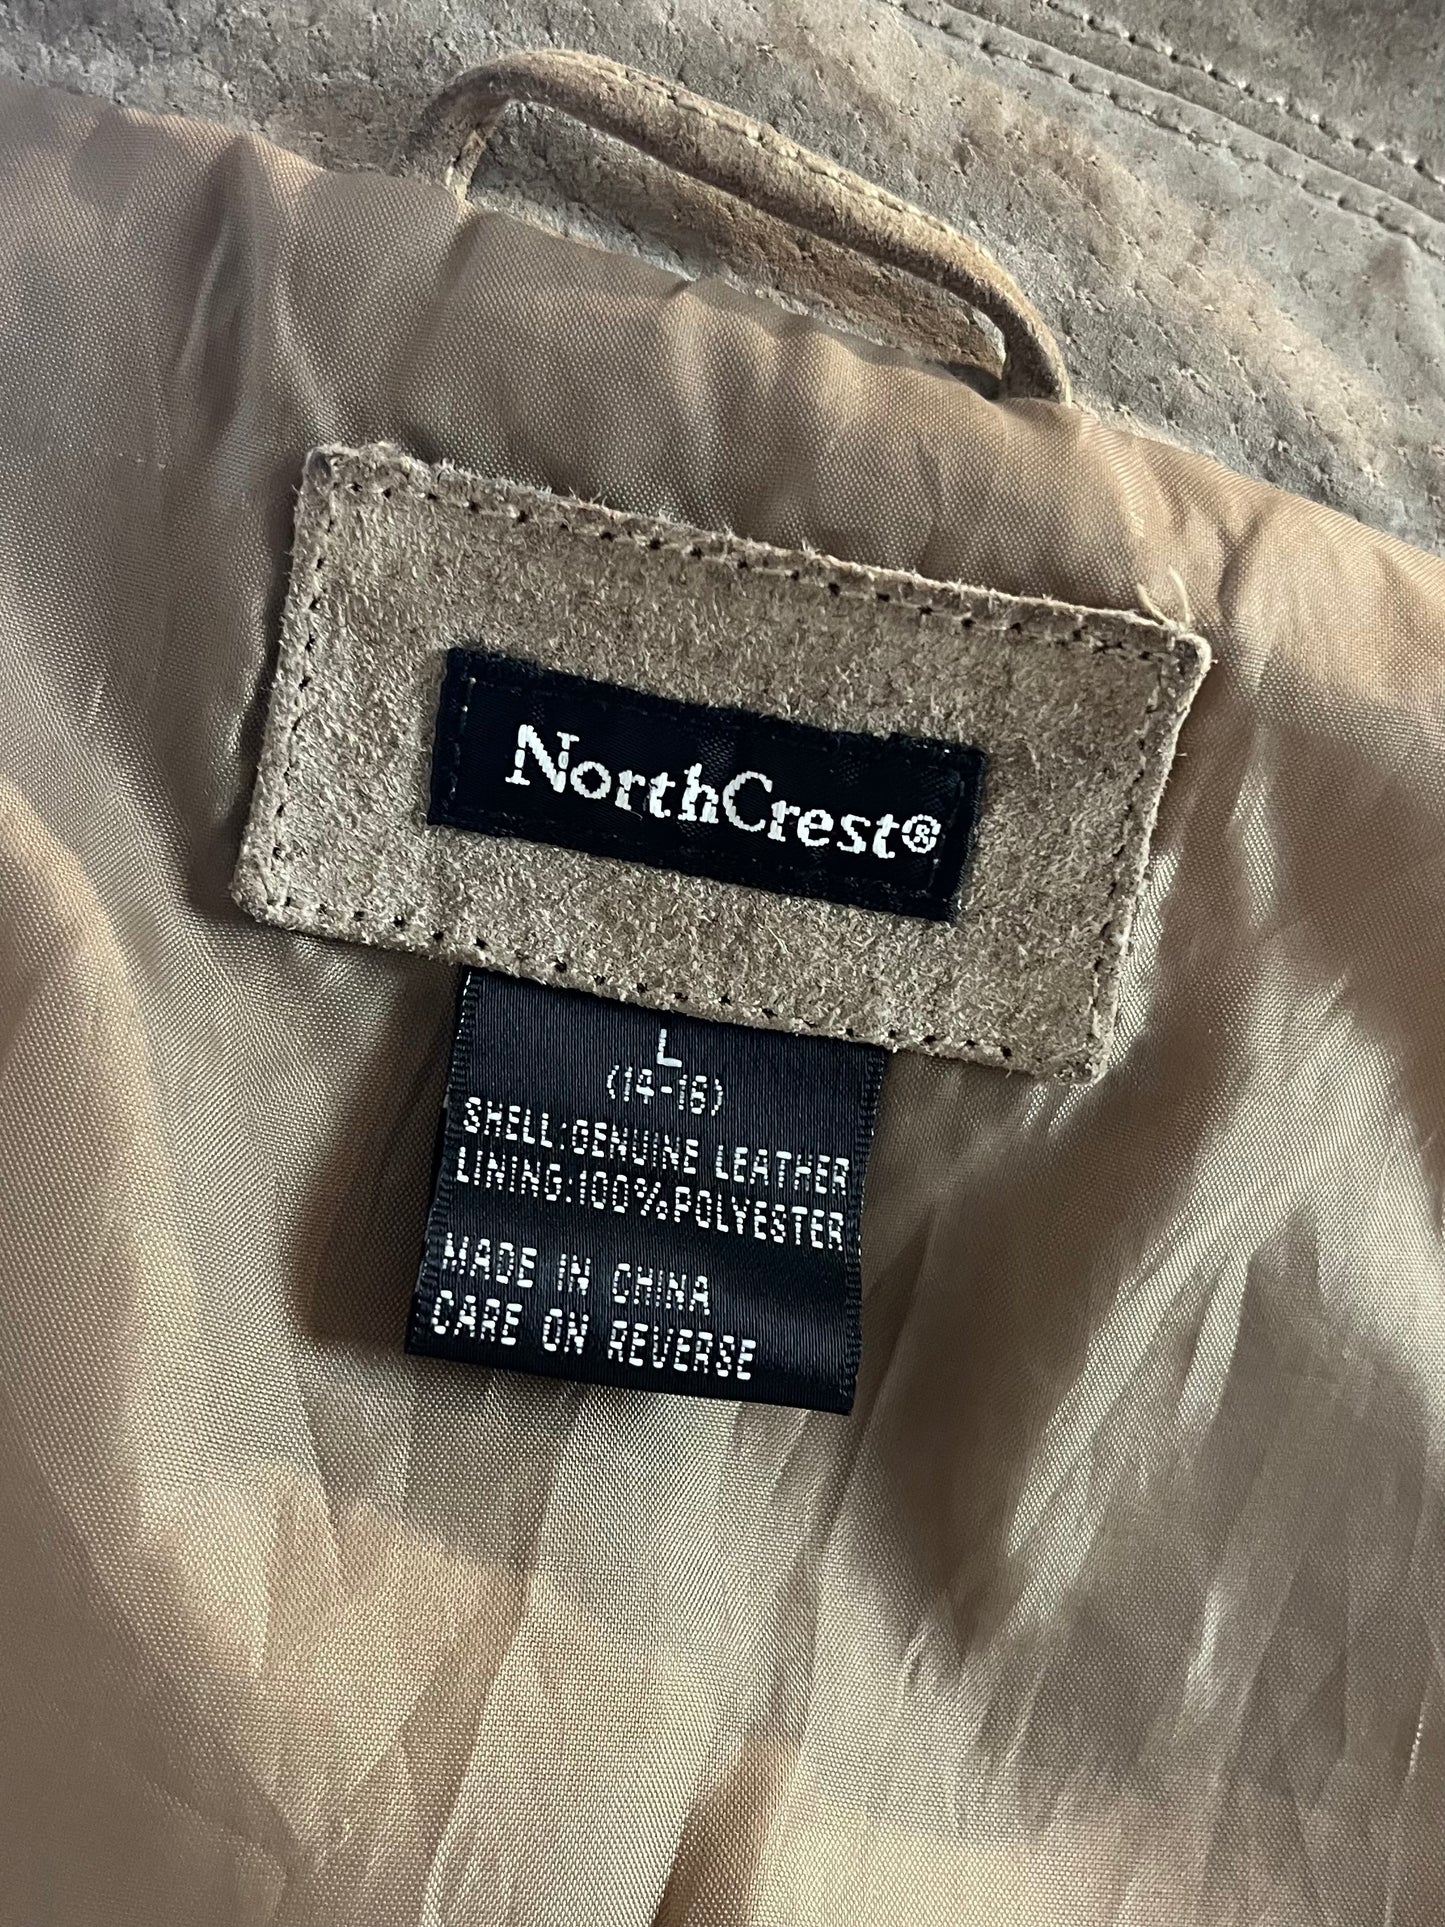 NorthCrest®
L
(14-16)
SHELL:GENUINE LEATHER
LINING:100%POLYESTER
MADE IN CHINA
CARE ON REVERSE